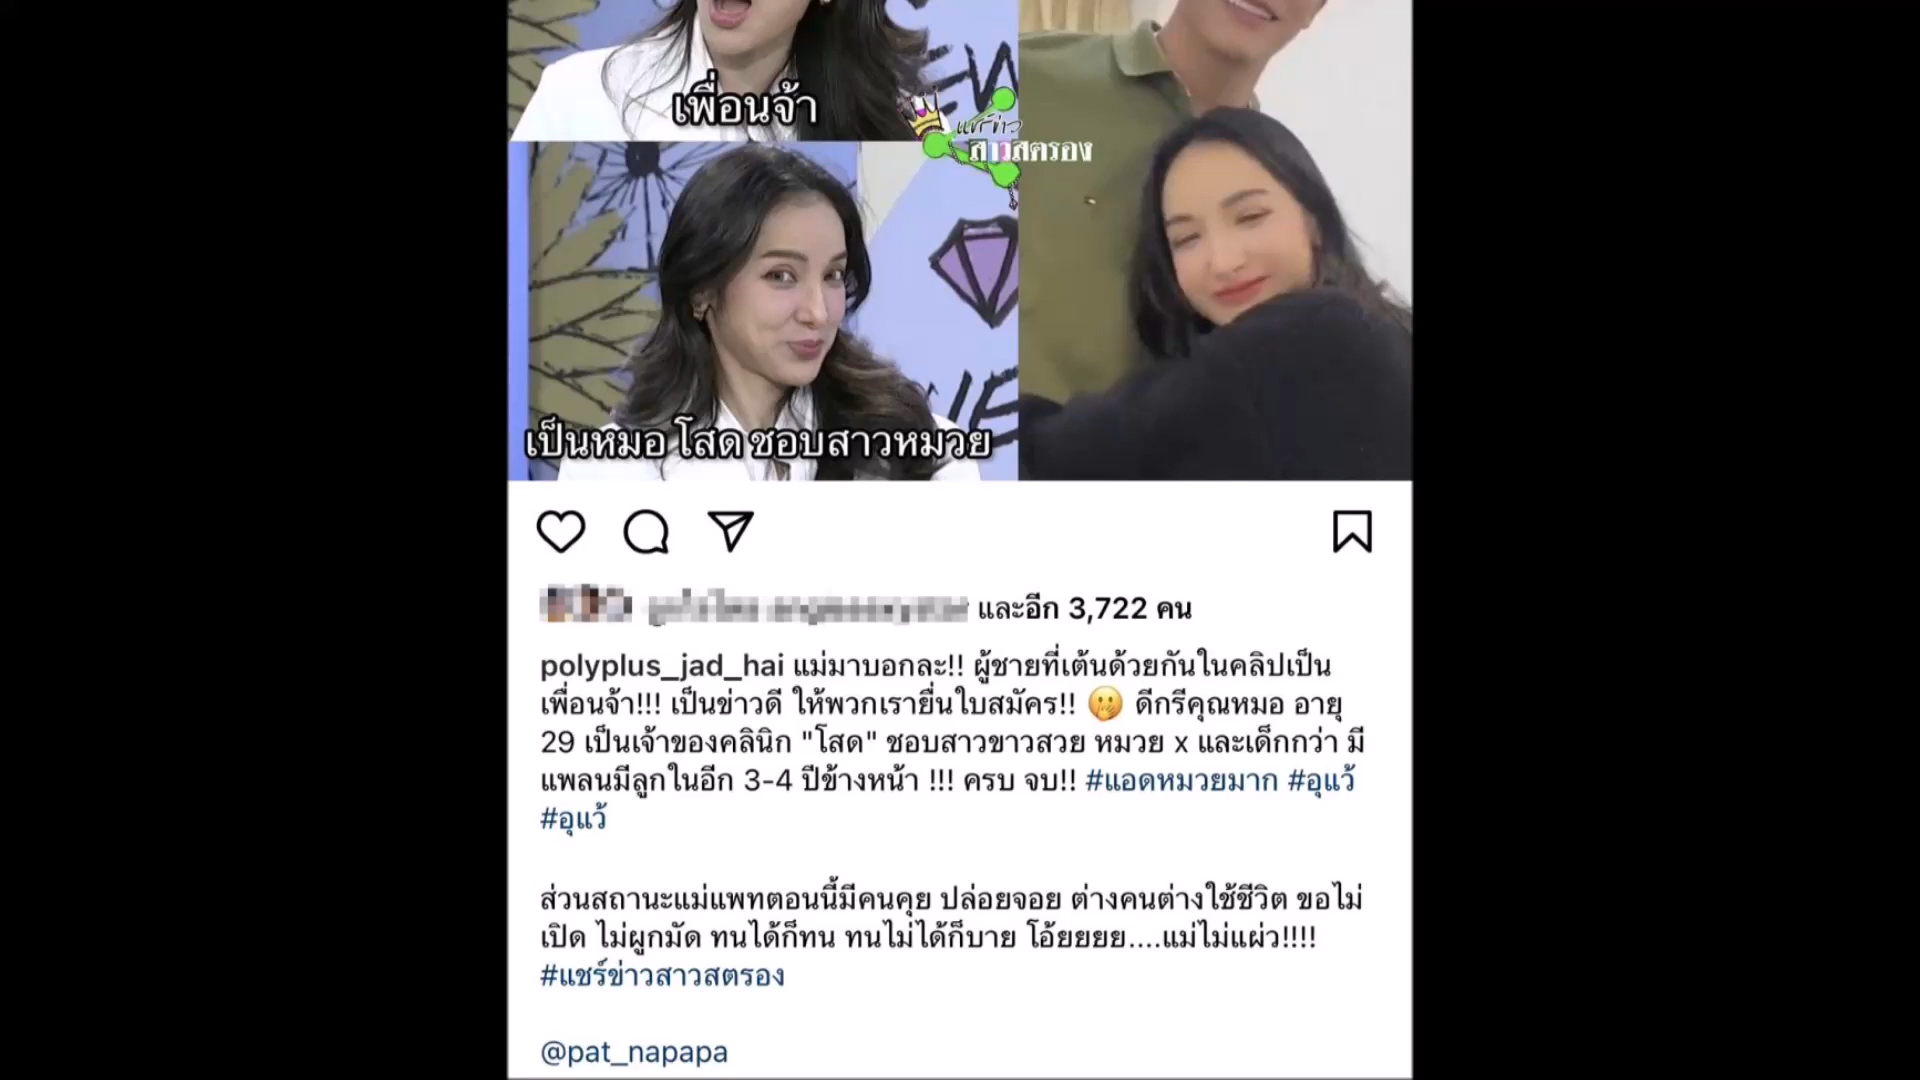 เพื่อนจ้า
แชร์ข่าว
สาวสตรอง
เป็นหมอ โสด ชอบสาวหมวย
และอีก 3,722 คน
polyplus_jad_hai แม่มาบอกละ!! ผู้ชายที่เต้นด้วยกันในคลิปเป็น
เพื่อนจ้า!!! เป็นข่าวดี ให้พวกเรายื่นใบสมัคร!! 🤭 ดีกรีคุณหมอ อายุ
29 เป็นเจ้าของคลินิก "โสด" ชอบสาวขาวสวย หมวย x และเด็กกว่า มี
แพลนมีลูกในอีก 3-4 ปีข้างหน้า !!! ครบ จบ!! #แอดหมวยมาก #อุแว้
#อุแว้
ส่วนสถานะแม่แพทตอนนี้มีคนคุย ปล่อยจอย ต่างคนต่างใช้ชีวิต ขอไม่
เปิด ไม่ผูกมัด ทนได้ก็ทน ทนไม่ได้ก็บาย โอ้ยยยย....แม่ไม่แผ่ว!!!!
#แชร์ข่าวสาวสตรอง
@pat_napapa